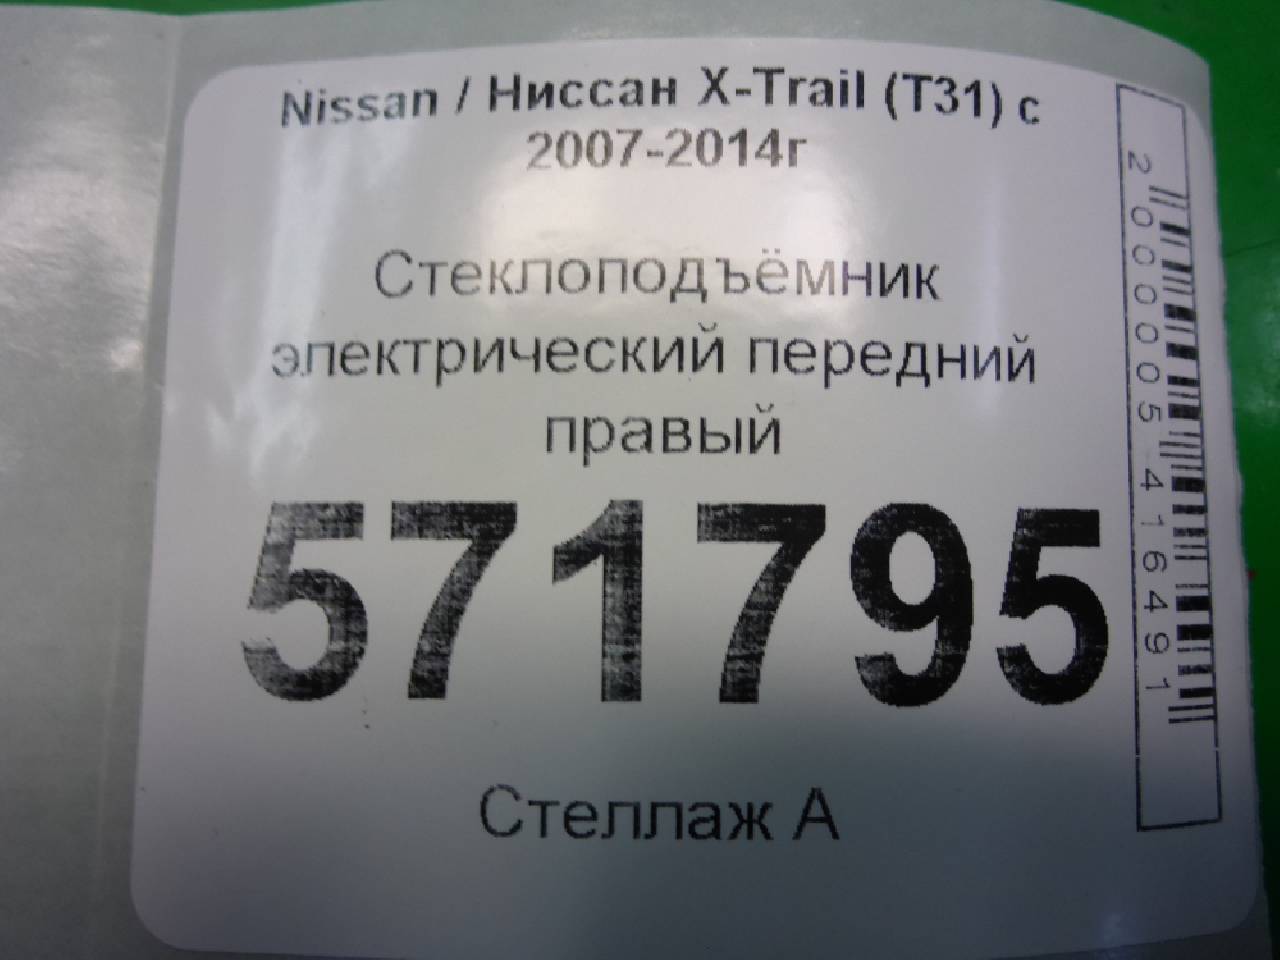 Nissan / Ниссан X-Trail (T31) с
2007-2014г
Стеклоподъёмник
электрический передний
правый
571795
Стеллаж А
2000005416491